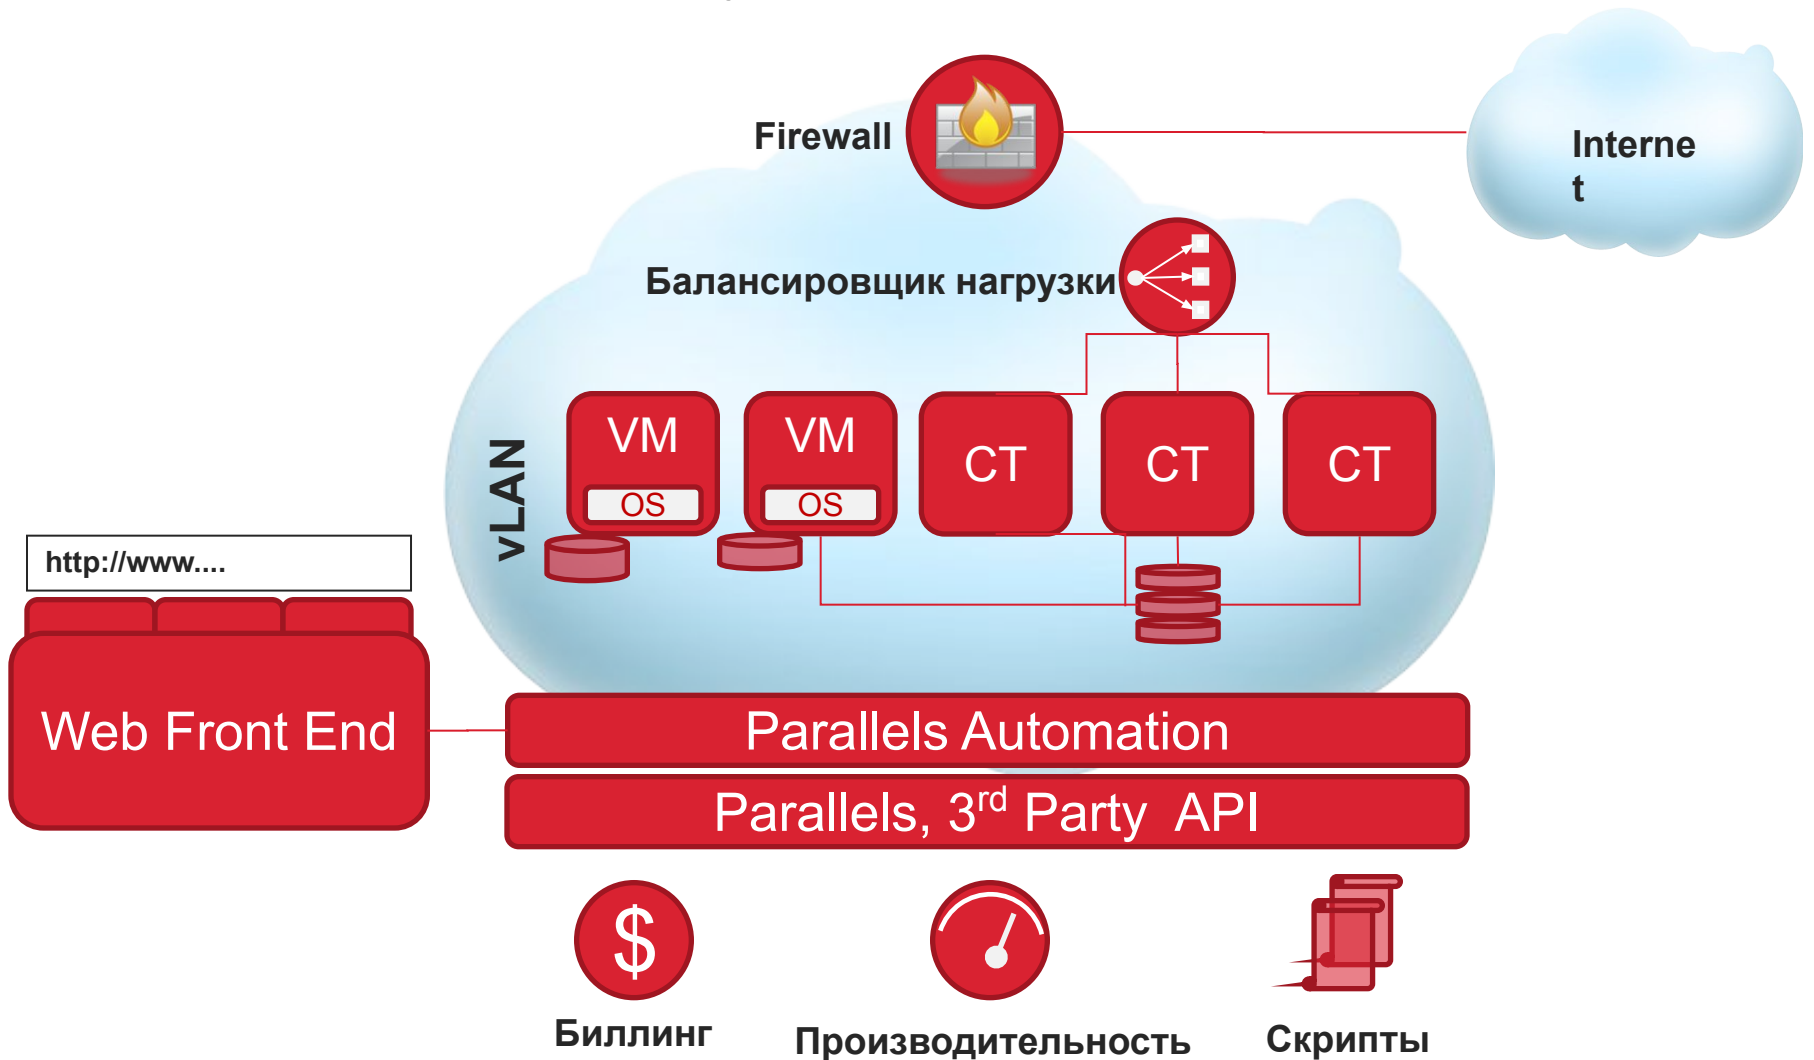 Firewall
Interne
t
Балансировщик нагрузки
vLAN
VM
OS
VM
OS
CT
CT
CT
http://www....
Web Front End
Parallels Automation
Parallels, 3rd Party API
$
Биллинг
Производительность
Скрипты